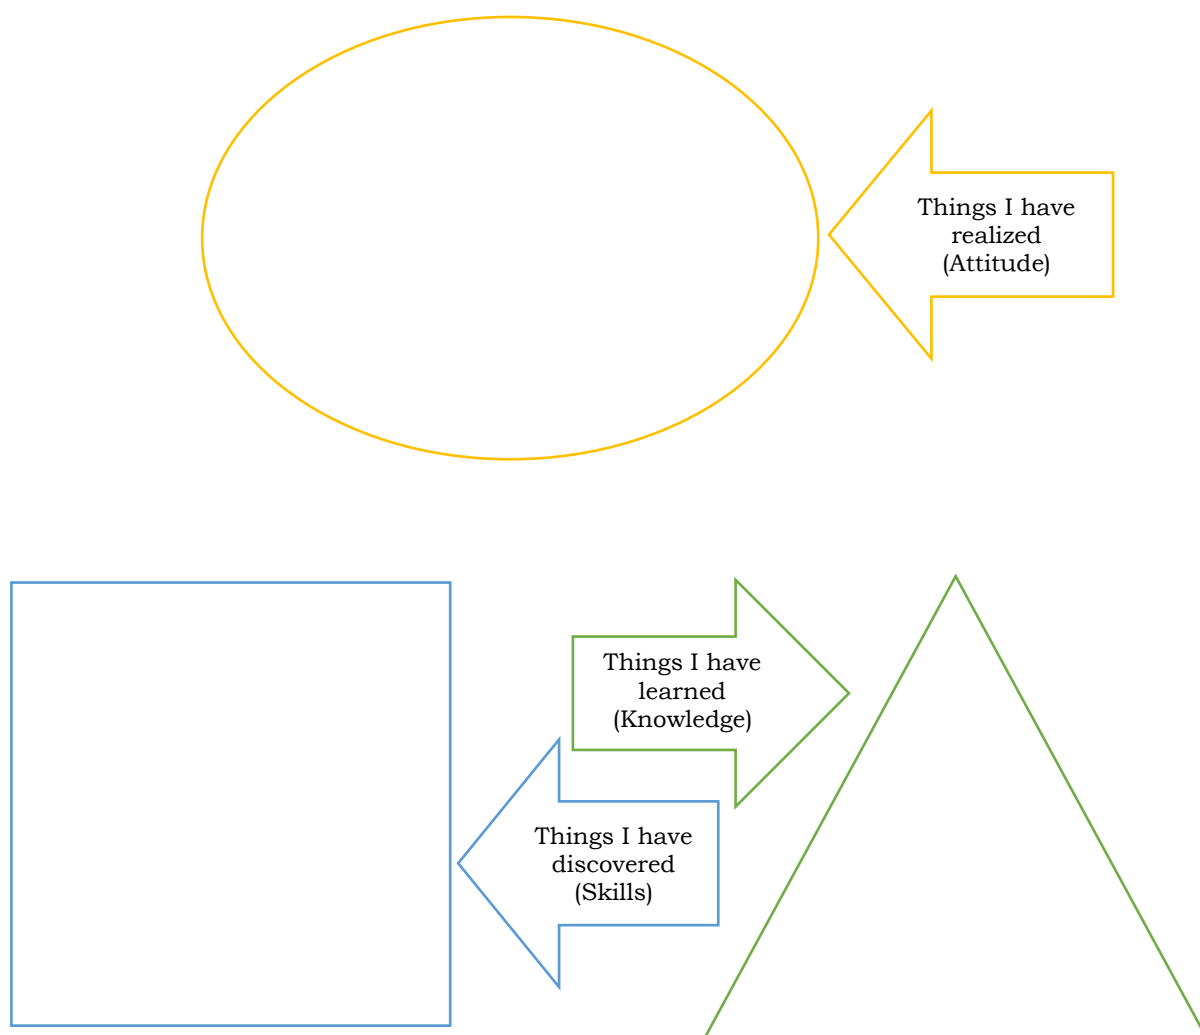 Things I have
realized
(Attitude)
Things I have
learned
(Knowledge)
Things I have
discovered
(Skills)